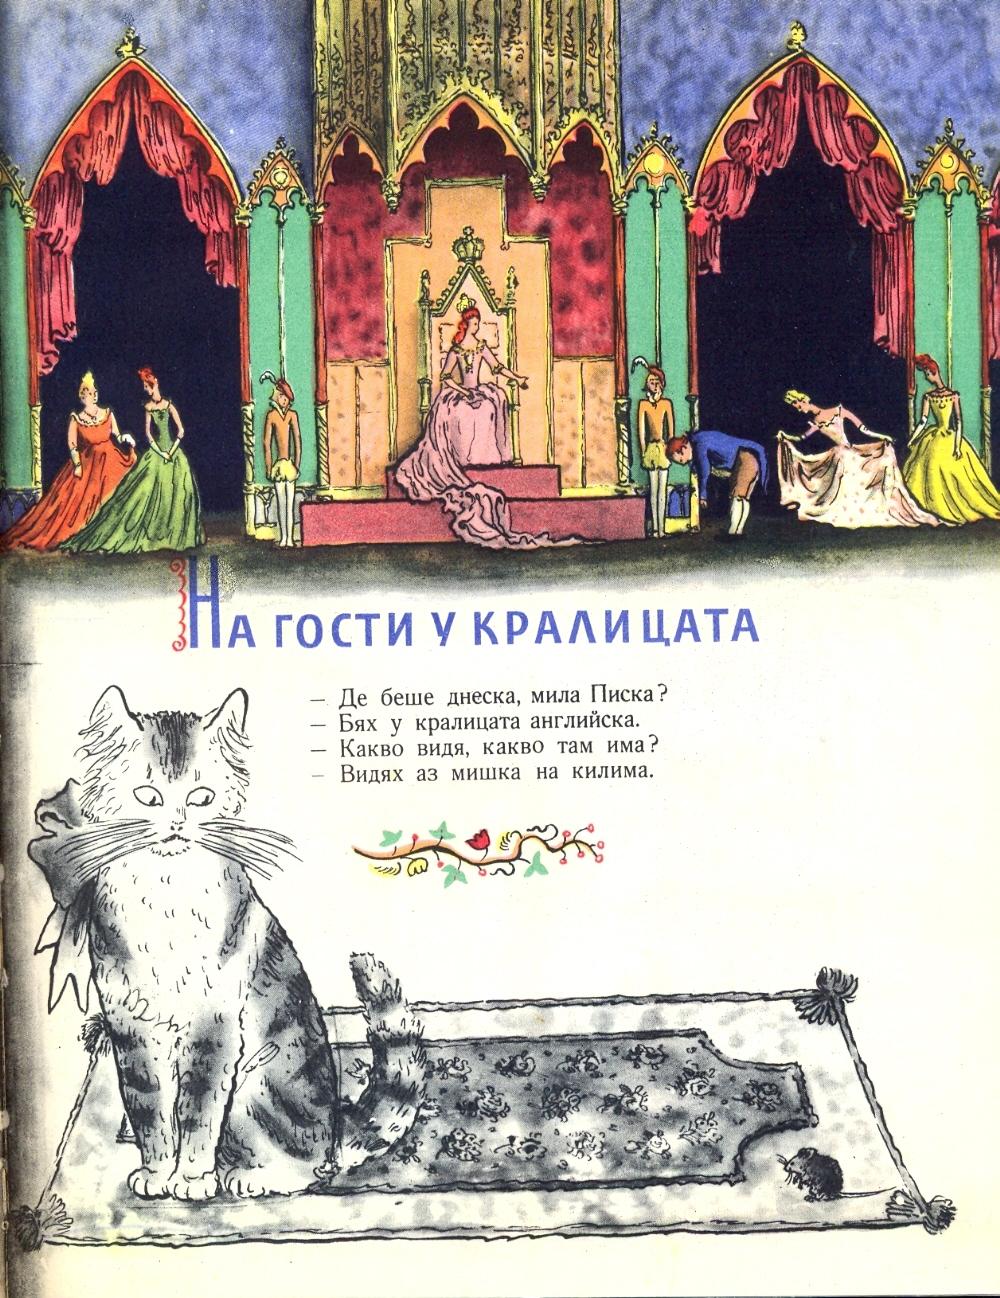 НА ГОСТИ У КРАЛИЦАТА
– Де беше днеска, мила Писка?
– Бях у кралицата английска.
– Какво видя, какво там има?
– Видях аз мишка на килима.